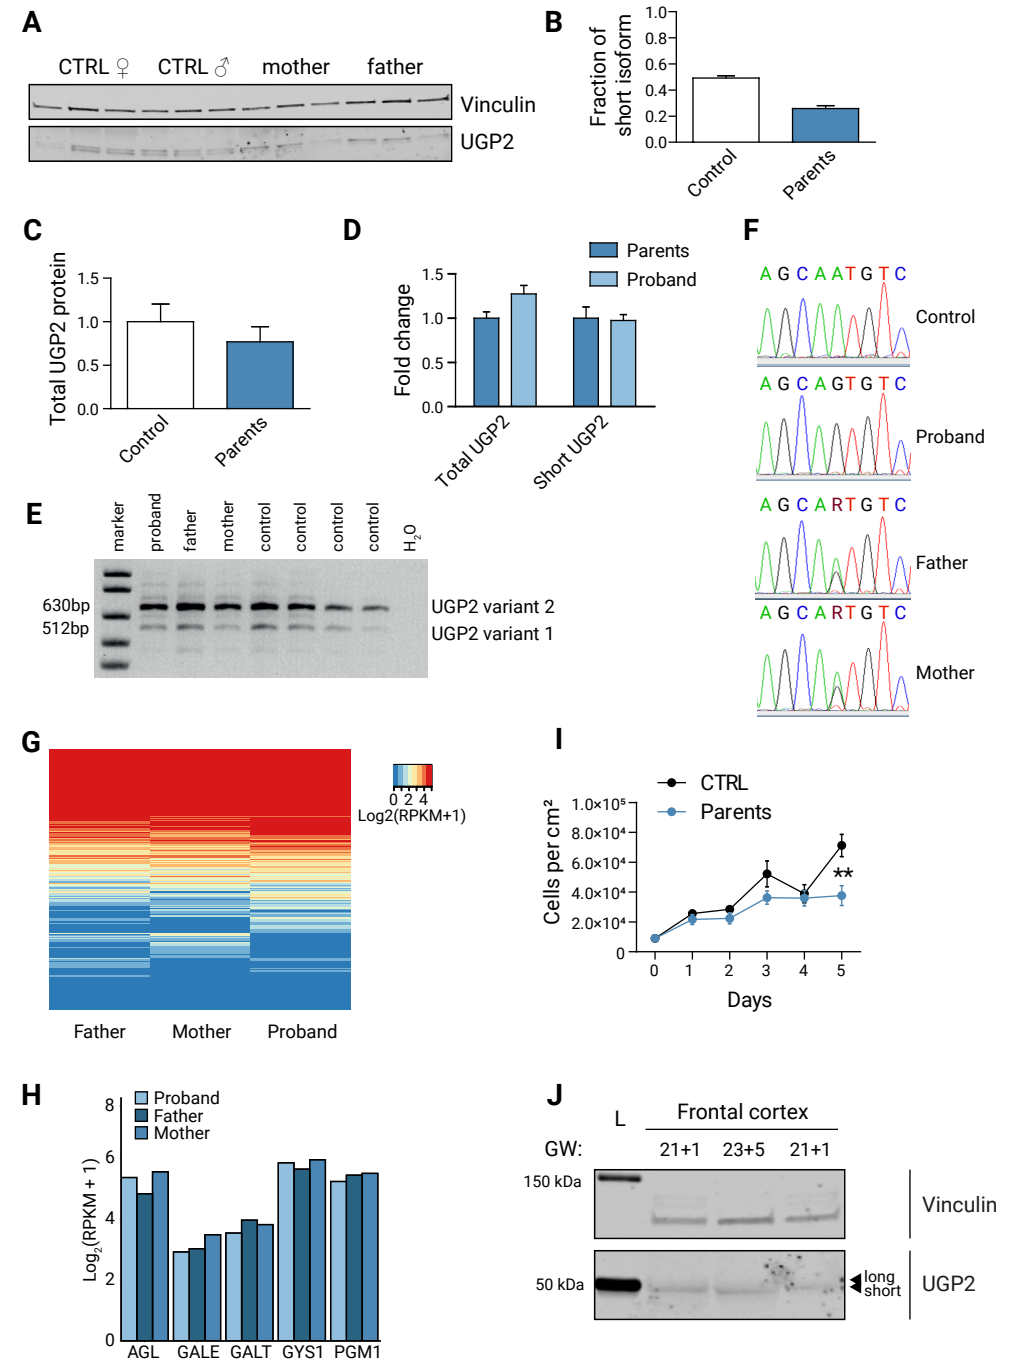 A
CTRL ♀ CTRL ♂ mother father
Vinculin
UGP2
B
Fraction of
short isoform
1.0
0.8
0.6
0.4
0.2
0.0
Control
Parents
C
Total UGP2 protein
1.5
1.0
0.5
0.0
Control
Parents
D
Parents
Proband
Fold change
1.5
1.0
0.5
0.0
Total UGP2
Short UGP2
E
marker
proband
father
mother
control
control
control
control
H₂O
630bp
512bp
UGP2 variant 2
UGP2 variant 1
F
A G C A A T G T C
Control
A G C A G T G T C
Proband
A G C A R T G T C
Father
A G C A R T G T C
Mother
G
0 2 4
Log2(RPKM+1)
Father Mother Proband
H
Proband
Father
Mother
Log₂(RPKM + 1)
8
6
4
2
0
AGL GALE GALT GYS1 PGM1
I
CTRL
Parents
Cells per cm²
1.0×10⁵
8.0×10⁴
6.0×10⁴
4.0×10⁴
2.0×10⁴
0
**
0 1 2 3 4 5
Days
J
L
Frontal cortex
GW: 21+1 23+5 21+1
150 kDa
Vinculin
50 kDa
long
short
UGP2